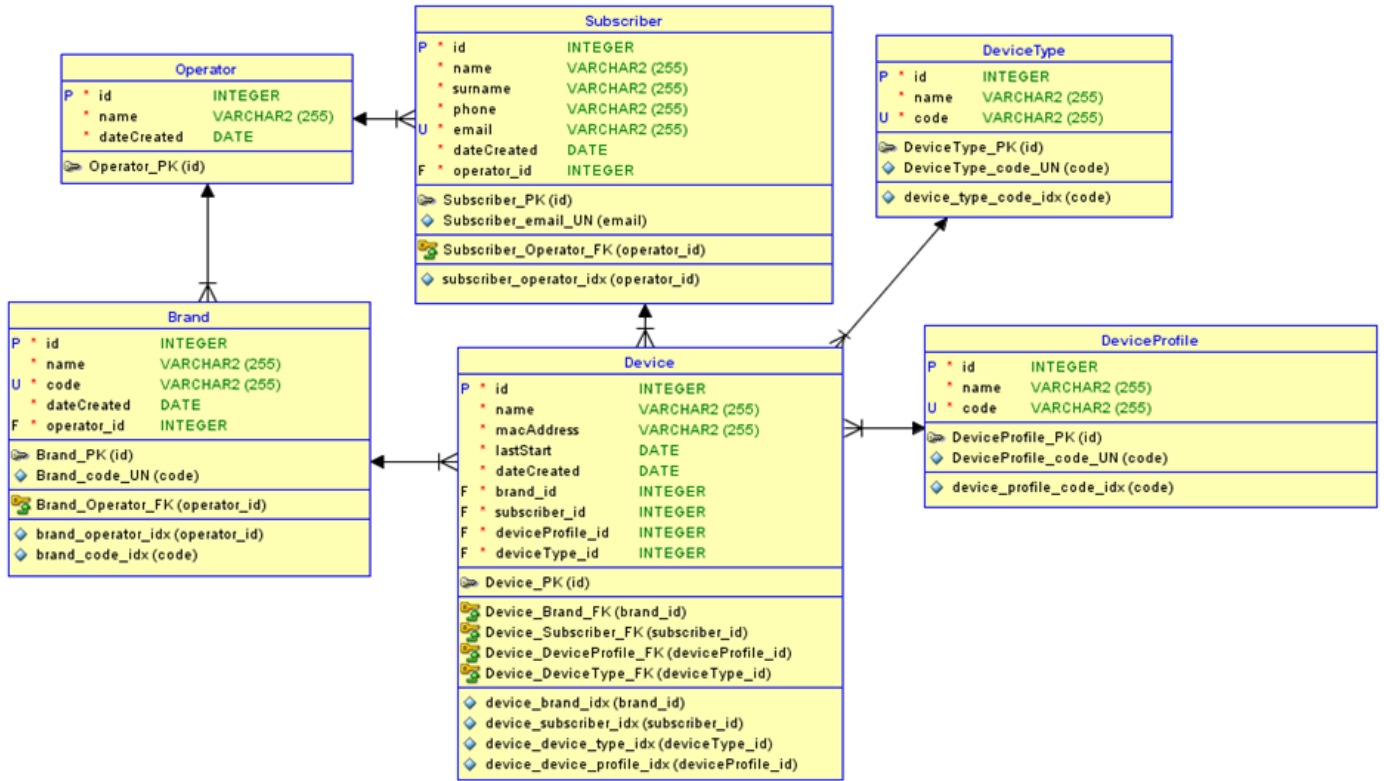 Operator
P * id INTEGER
* name VARCHAR2 (255)
* dateCreated DATE
Operator_PK (id)
Subscriber
P * id INTEGER
* name VARCHAR2 (255)
* surname VARCHAR2 (255)
* phone VARCHAR2 (255)
U * email VARCHAR2 (255)
* dateCreated DATE
F * operator_id INTEGER
Subscriber_PK (id)
Subscriber_email_UN (email)
Subscriber_Operator_FK (operator_id)
subscriber_operator_idx (operator_id)
DeviceType
P * id INTEGER
* name VARCHAR2 (255)
U * code VARCHAR2 (255)
DeviceType_PK (id)
DeviceType_code_UN (code)
device_type_code_idx (code)
Brand
P * id INTEGER
* name VARCHAR2 (255)
U * code VARCHAR2 (255)
* dateCreated DATE
F * operator_id INTEGER
Brand_PK (id)
Brand_code_UN (code)
Brand_Operator_FK (operator_id)
brand_operator_idx (operator_id)
brand_code_idx (code)
Device
P * id INTEGER
* name VARCHAR2 (255)
* macAddress VARCHAR2 (255)
* lastStart DATE
* dateCreated DATE
F * brand_id INTEGER
F * subscriber_id INTEGER
F * deviceProfile_id INTEGER
F * deviceType_id INTEGER
Device_PK (id)
Device_Brand_FK (brand_id)
Device_Subscriber_FK (subscriber_id)
Device_DeviceProfile_FK (deviceProfile_id)
Device_DeviceType_FK (deviceType_id)
device_brand_idx (brand_id)
device_subscriber_idx (subscriber_id)
device_device_type_idx (deviceType_id)
device_device_profile_idx (deviceProfile_id)
DeviceProfile
P * id INTEGER
* name VARCHAR2 (255)
U * code VARCHAR2 (255)
DeviceProfile_PK (id)
DeviceProfile_code_UN (code)
device_profile_code_idx (code)